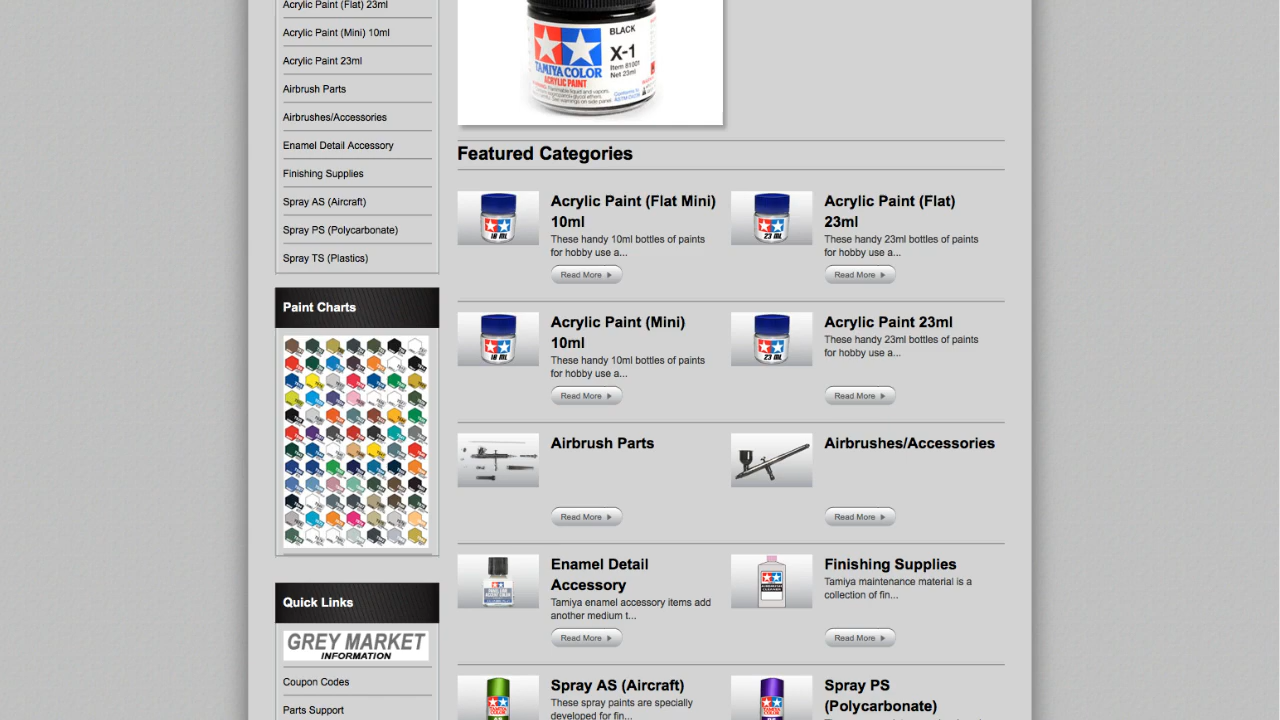 Acrylic Paint (Flat) 23ml
Acrylic Paint (Mini) 10ml
Acrylic Paint 23ml
Airbrush Parts
Airbrushes/Accessories
Enamel Detail Accessory
Finishing Supplies
Spray AS (Aircraft)
Spray PS (Polycarbonate)
Spray TS (Plastics)
Paint Charts
Quick Links
GREY MARKET
INFORMATION
Coupon Codes
Parts Support
BLACK
X-1
Item 81001
Net 23ml
TAMIYA COLOR
ACRYLIC PAINT
Featured Categories
Acrylic Paint (Flat Mini)
10ml
These handy 10ml bottles of paints
for hobby use a...
Read More
Acrylic Paint (Flat)
23ml
23 ML
These handy 23ml bottles of paints
for hobby use a...
Read More
Acrylic Paint (Mini)
10ml
These handy 10ml bottles of paints
for hobby use a...
Read More
Acrylic Paint 23ml
23 ML
These handy 23ml bottles of paints
for hobby use a...
Read More
Airbrush Parts
Read More
Airbrushes/Accessories
Read More
Enamel Detail
Accessory
Tamiya enamel accessory items add
another medium t...
Read More
Finishing Supplies
Tamiya maintenance material is a
collection of fin...
Read More
Spray AS (Aircraft)
These spray paints are specially
developed for fin...
Spray PS
(Polycarbonate)